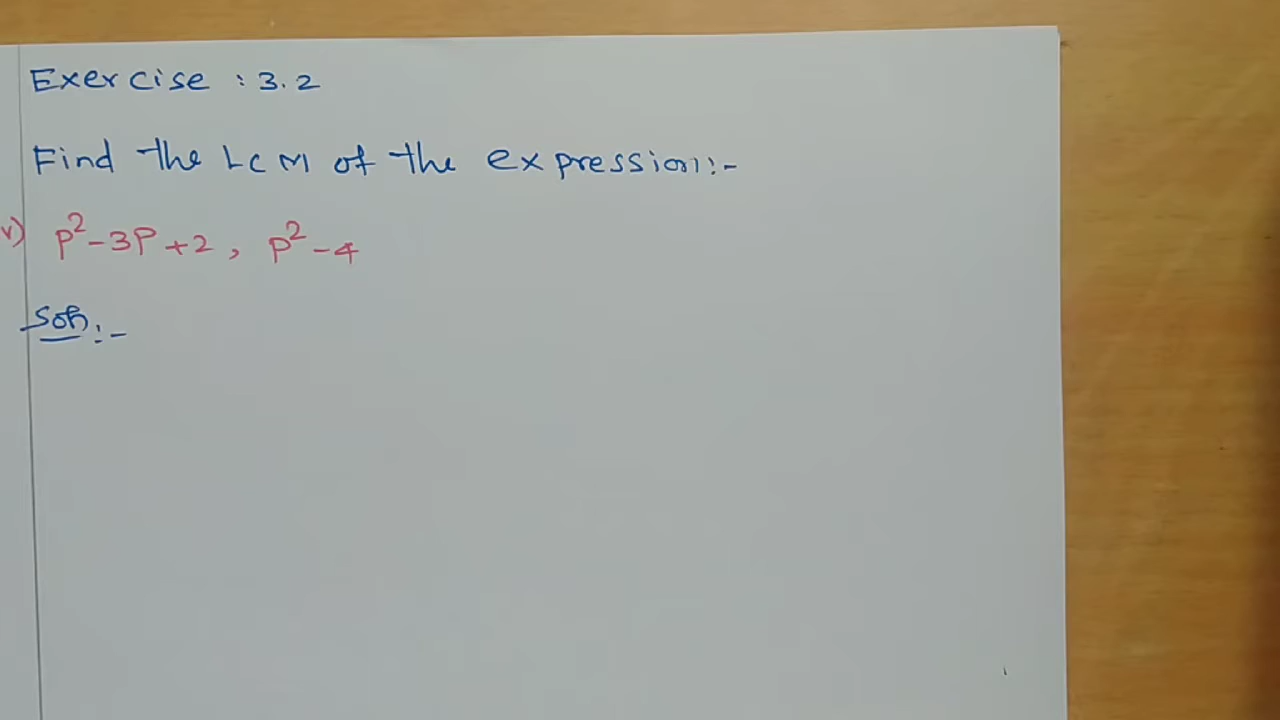 Exercise : 3.2
Find the LCM of the expression:-
v) p²-3p+2, p²-4
Soln:-